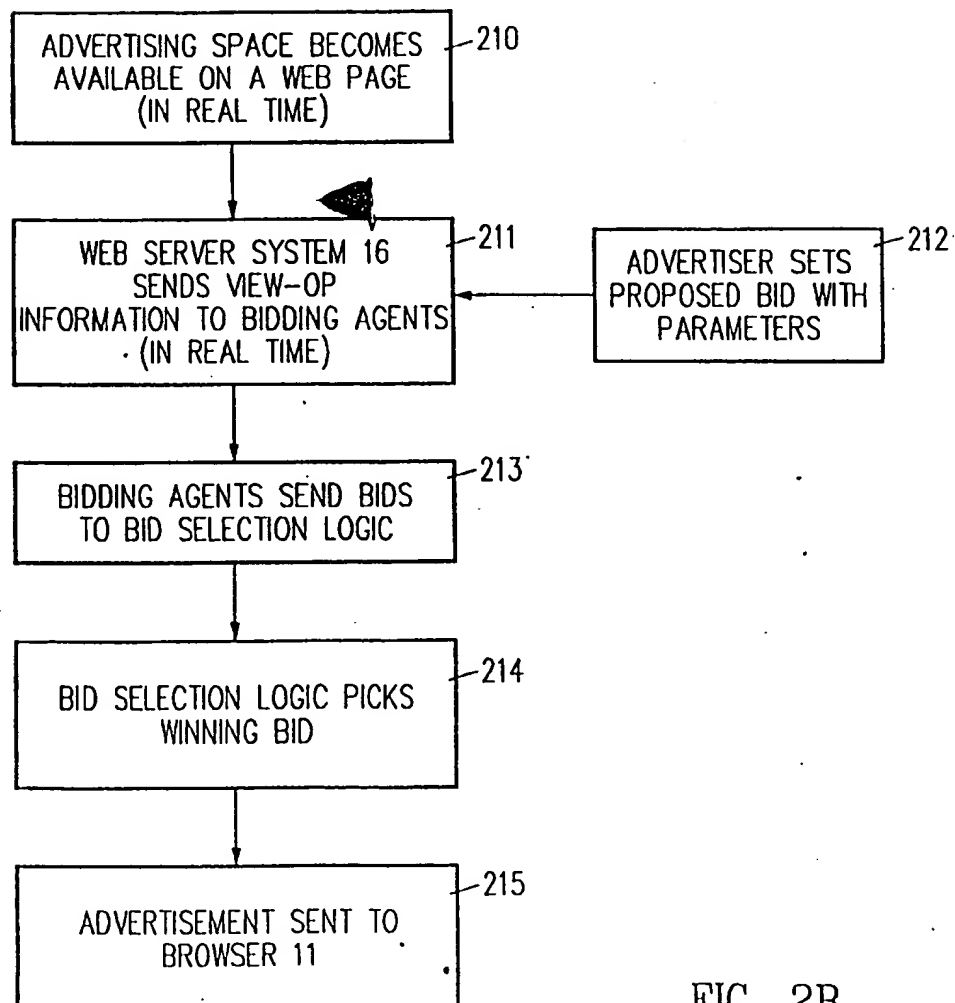 ADVERTISING SPACE BECOMES
AVAILABLE ON A WEB PAGE
(IN REAL TIME)
210
WEB SERVER SYSTEM 16
SENDS VIEW-OP
INFORMATION TO BIDDING AGENTS
(IN REAL TIME)
211
ADVERTISER SETS
PROPOSED BID WITH
PARAMETERS
212
BIDDING AGENTS SEND BIDS
TO BID SELECTION LOGIC
213
BID SELECTION LOGIC PICKS
WINNING BID
214
ADVERTISEMENT SENT TO
BROWSER 11
215
FIG. 2B